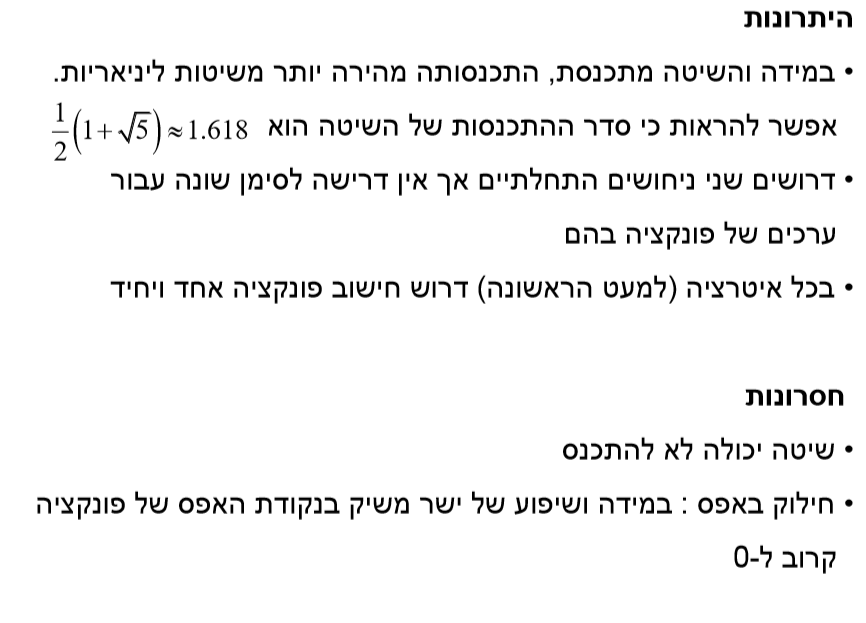 היתרונות
• במידה והשיטה מתכנסת, התכנסותה מהירה יותר משיטות ליניאריות.
אפשר להראות כי סדר ההתכנסות של השיטה הוא $\frac{1}{2}\left(1+\sqrt{5}\right)\approx 1.618$
• דרושים שני ניחושים התחלתיים אך אין דרישה לסימן שונה עבור
ערכים של פונקציה בהם
• בכל איטרציה (למעט הראשונה) דרוש חישוב פונקציה אחד ויחיד
חסרונות
• שיטה יכולה לא להתכנס
• חילוק באפס : במידה ושיפוע של ישר משיק בנקודת האפס של פונקציה
קרוב ל-0